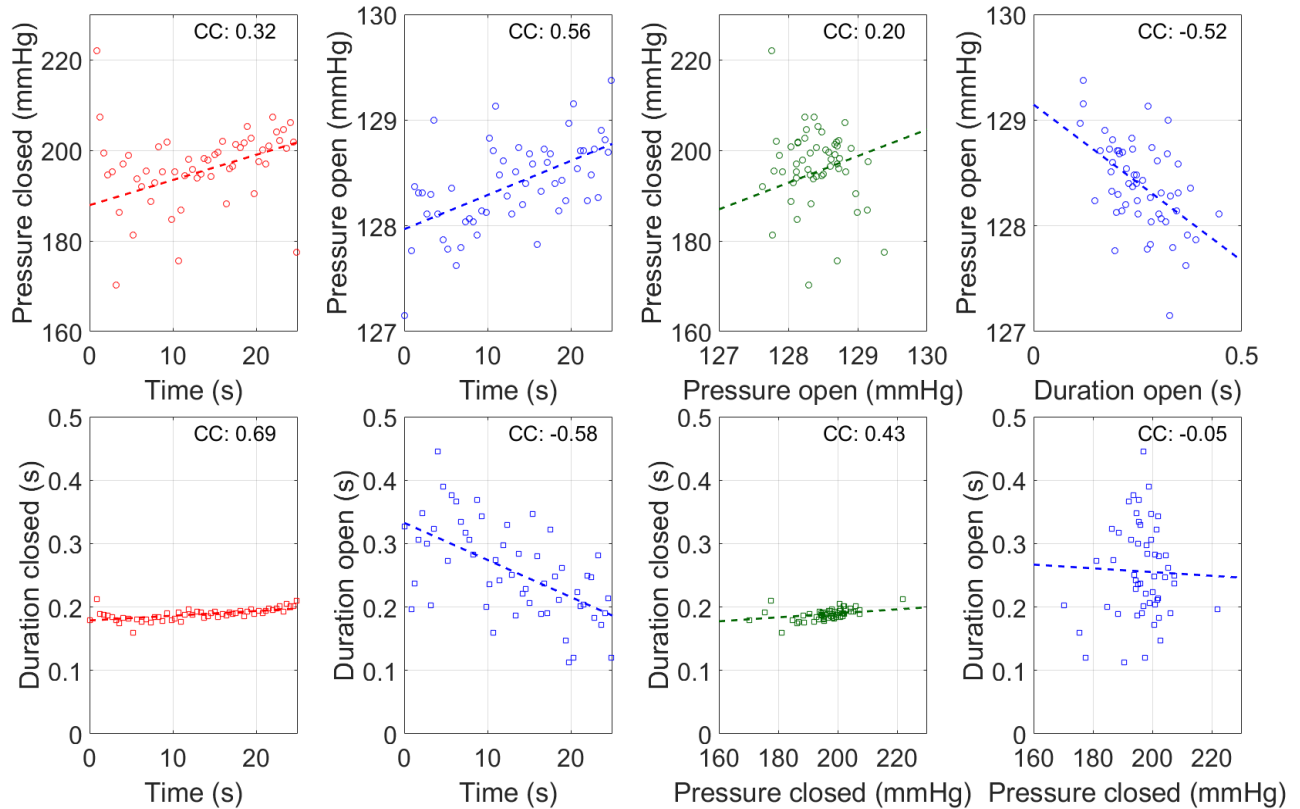 CC: 0.32
Pressure closed (mmHg)
220
200
180
160
0
10
20
Time (s)
CC: 0.56
Pressure open (mmHg)
130
129
128
127
0
10
20
Time (s)
CC: 0.20
Pressure closed (mmHg)
220
200
180
160
127
128
129
130
Pressure open (mmHg)
CC: -0.52
Pressure open (mmHg)
130
129
128
127
0
0.5
Duration open (s)
CC: 0.69
Duration closed (s)
0.5
0.4
0.3
0.2
0.1
0
0
10
20
Time (s)
CC: -0.58
Duration open (s)
0.5
0.4
0.3
0.2
0.1
0
0
10
20
Time (s)
CC: 0.43
Duration closed (s)
0.5
0.4
0.3
0.2
0.1
0
160
180
200
220
Pressure closed (mmHg)
CC: -0.05
Duration open (s)
0.5
0.4
0.3
0.2
0.1
0
160
180
200
220
Pressure closed (mmHg)